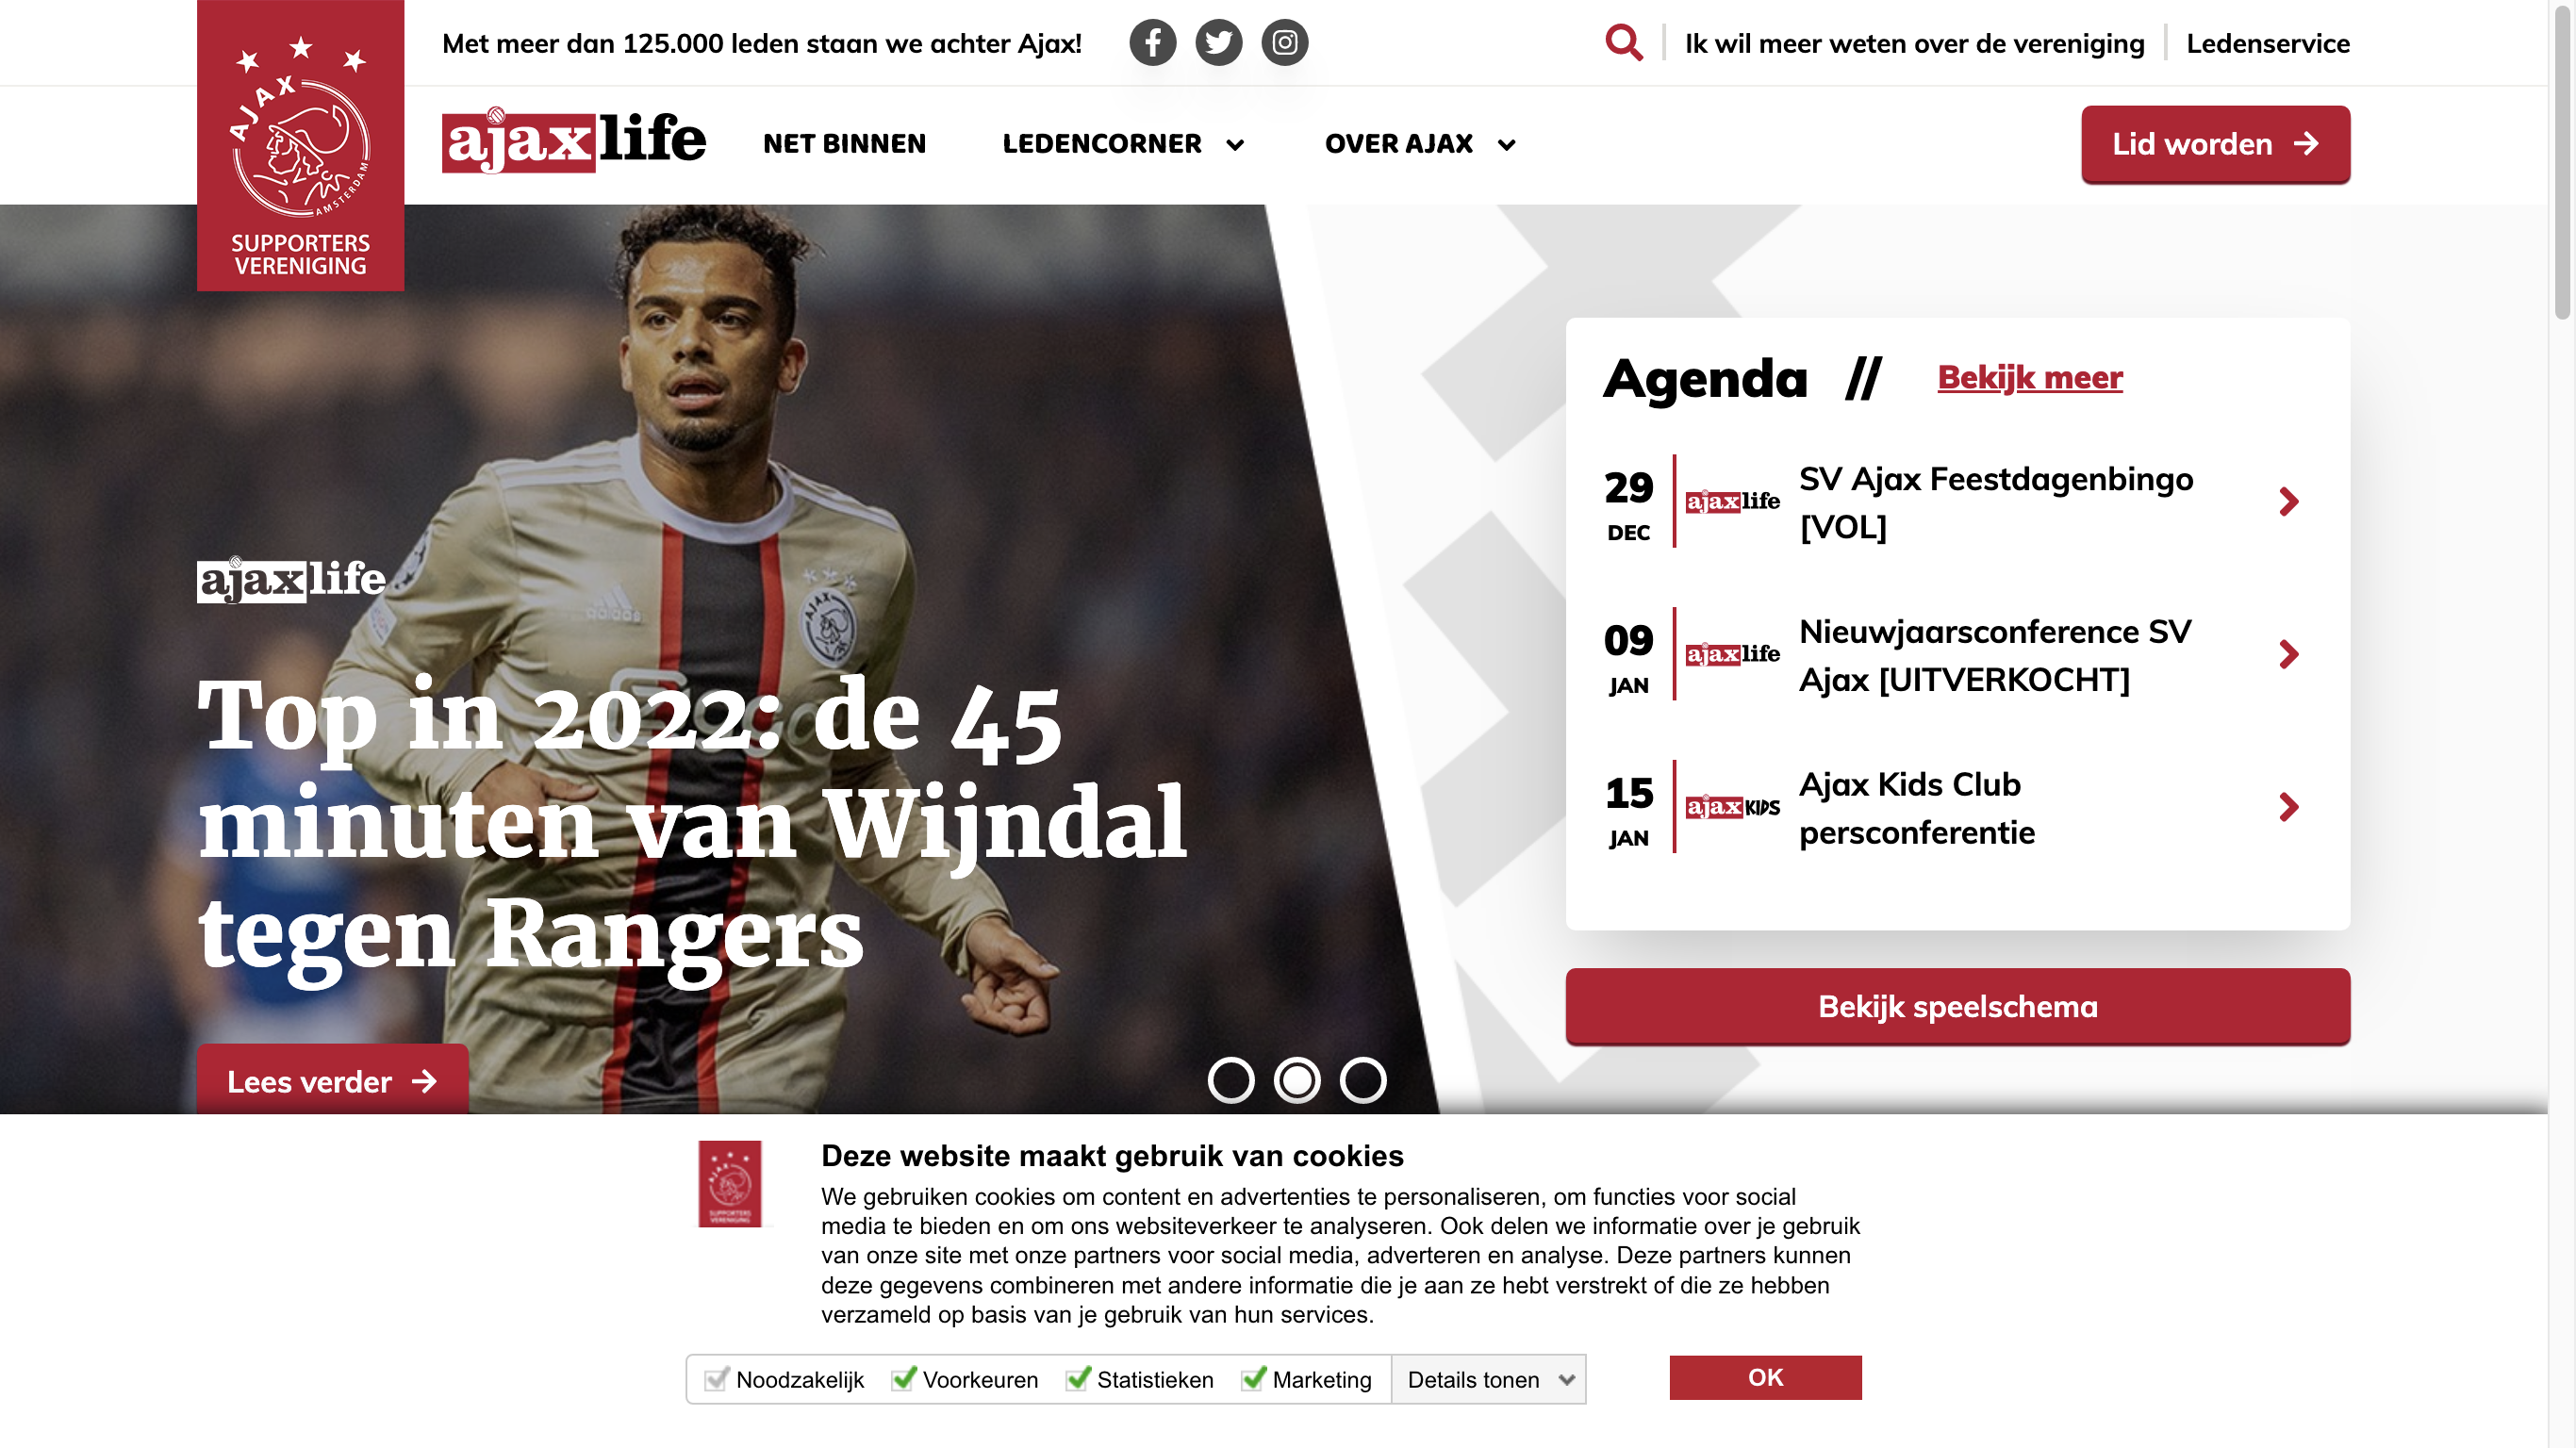 Met meer dan 125.000 leden staan we achter Ajax!
Ik wil meer weten over de vereniging
Ledenservice
AJAX
AMSTERDAM
SUPPORTERS
VERENIGING
ajaxlife
NET BINNEN
LEDENCORNER
OVER AJAX
Lid worden
ajaxlife
Top in 2022: de 45
minuten van Wijndal
tegen Rangers
Lees verder
adidas
AJAX
Agenda // Bekijk meer
29
DEC
ajaxlife
SV Ajax Feestdagenbingo
[VOL]
09
JAN
ajaxlife
Nieuwjaarsconference SV
Ajax [UITVERKOCHT]
15
JAN
ajax KIDS
Ajax Kids Club
persconferentie
Bekijk speelschema
AJAX
SUPPORTERS
VERENIGING
Deze website maakt gebruik van cookies
We gebruiken cookies om content en advertenties te personaliseren, om functies voor social
media te bieden en om ons websiteverkeer te analyseren. Ook delen we informatie over je gebruik
van onze site met onze partners voor social media, adverteren en analyse. Deze partners kunnen
deze gegevens combineren met andere informatie die je aan ze hebt verstrekt of die ze hebben
verzameld op basis van je gebruik van hun services.
Noodzakelijk
Voorkeuren
Statistieken
Marketing
Details tonen
OK